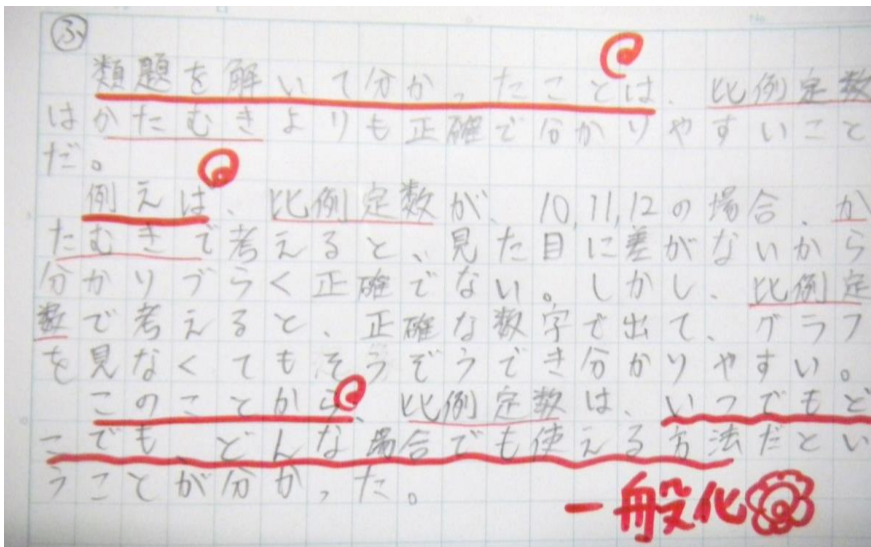 ふ
類題を解いて分かったことは、比例定数
はかたむきよりも正確で分かりやすいこと
だ。
例えば、比例定数が、10,11,12の場合、か
たむきで考えると、見た目に差がないから
分かりづらく正確でない。しかし、比例定
数で考えると、正確な数字で出て、グラフ
を見なくてもそうぞうでき分かりやすい。
このことから、比例定数は、いつでもど
こでも、どんな場合でも使える方法だとい
うことが分かった。
一般化